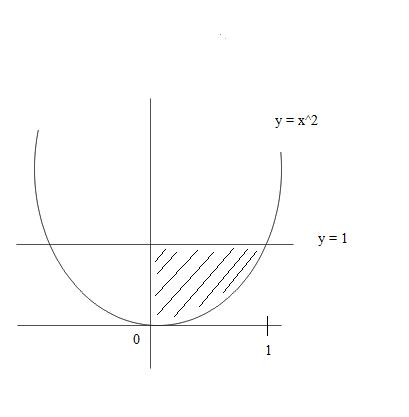 y = x^2
y = 1
0
1